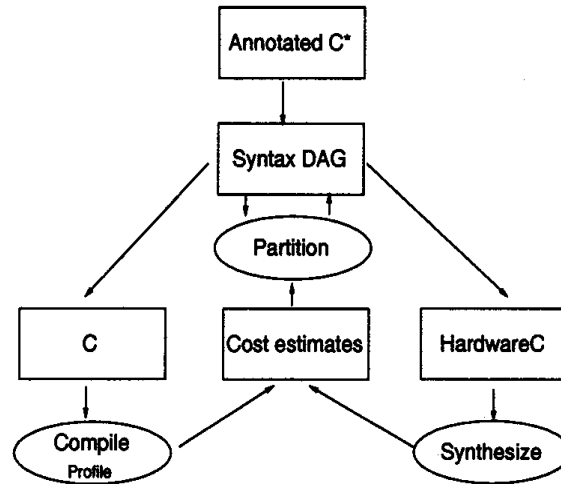 Annotated C*
Syntax DAG
Partition
C
Cost estimates
HardwareC
Compile
Profile
Synthesize